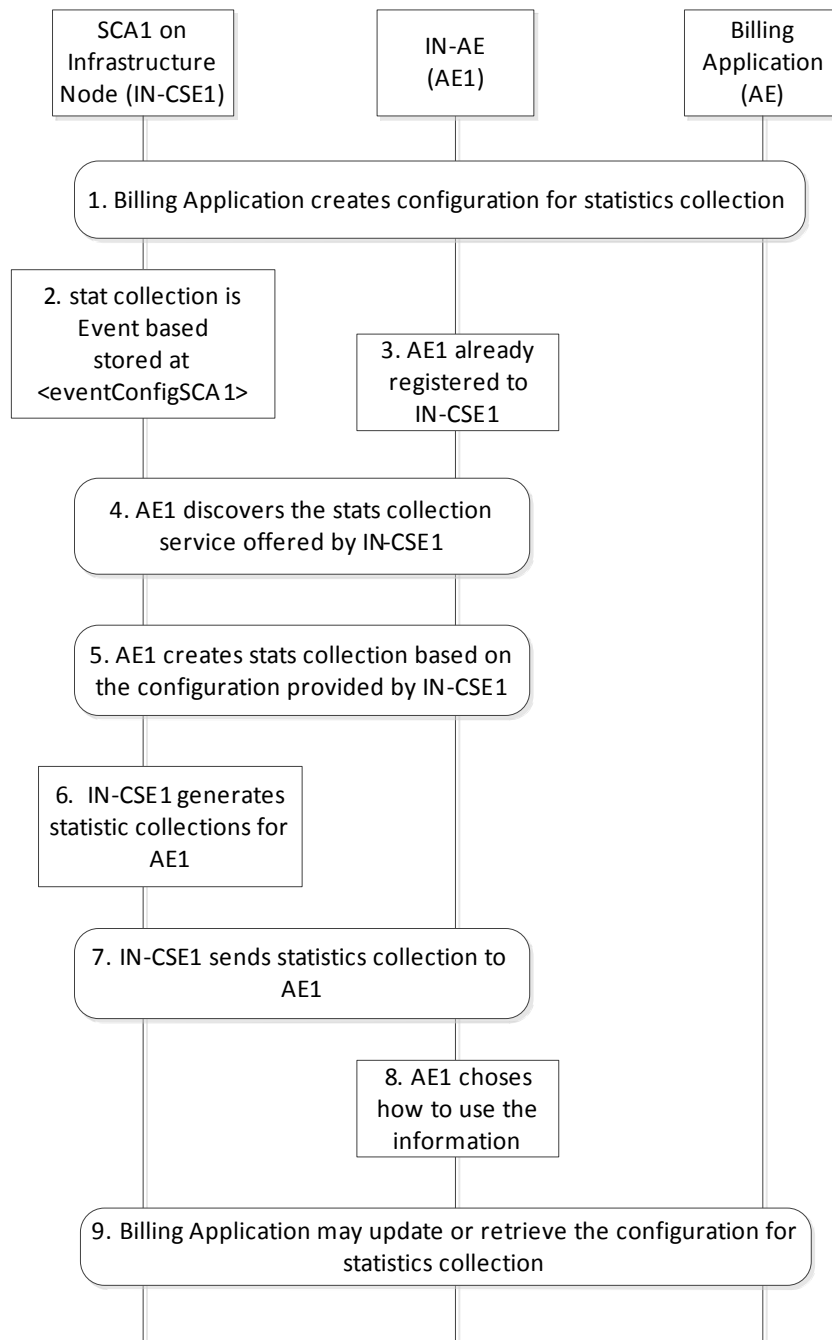 SCA1 on
Infrastructure
Node (IN-CSE1)
IN-AE
(AE1)
Billing
Application
(AE)
1. Billing Application creates configuration for statistics collection
2. stat collection is
Event based
stored at
<eventConfigSCA1>
3. AE1 already
registered to
IN-CSE1
4. AE1 discovers the stats collection
service offered by IN-CSE1
5. AE1 creates stats collection based on
the configuration provided by IN-CSE1
6. IN-CSE1 generates
statistic collections for
AE1
7. IN-CSE1 sends statistics collection to
AE1
8. AE1 choses
how to use the
information
9. Billing Application may update or retrieve the configuration for
statistics collection